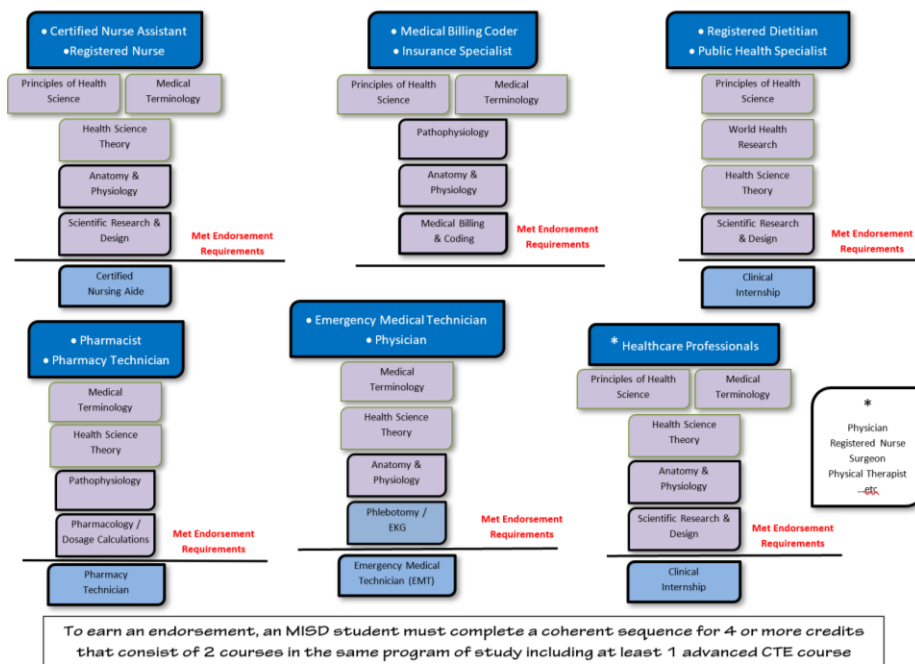 • Certified Nurse Assistant
•Registered Nurse
Principles of Health
Science
Medical
Terminology
Health Science
Theory
Anatomy &
Physiology
Scientific Research &
Design
Met Endorsement
Requirements
Certified
Nursing Aide
• Medical Billing Coder
• Insurance Specialist
Principles of Health
Science
Medical
Terminology
Pathophysiology
Anatomy &
Physiology
Medical Billing
& Coding
Met Endorsement
Requirements
• Registered Dietitian
• Public Health Specialist
Principles of Health
Science
World Health
Research
Health Science
Theory
Scientific Research
& Design
Met Endorsement
Requirements
Clinical
Internship
• Pharmacist
• Pharmacy Technician
Medical
Terminology
Health Science
Theory
Pathophysiology
Pharmacology /
Dosage Calculations
Met Endorsement
Requirements
Pharmacy
Technician
• Emergency Medical Technician
• Physician
Medical
Terminology
Health Science
Theory
Anatomy &
Physiology
Phlebotomy /
EKG
Met Endorsement
Requirements
Emergency Medical
Technician (EMT)
* Healthcare Professionals
Principles of Health
Science
Medical
Terminology
Health Science
Theory
Anatomy &
Physiology
Scientific Research &
Design
Met Endorsement
Requirements
Clinical
Internship
*
Physician
Registered Nurse
Surgeon
Physical Therapist
...etc
To earn an endorsement, an MISD student must complete a coherent sequence for 4 or more credits
that consist of 2 courses in the same program of study including at least 1 advanced CTE course